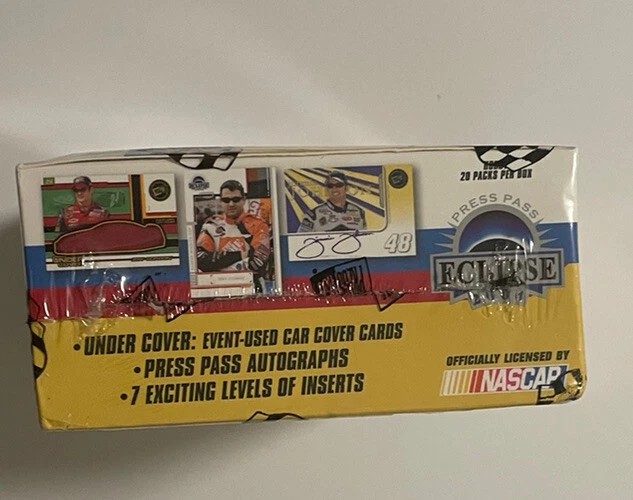 20 PACKS PER BOX
PRESS PASS
ECLIPSE
48
•UNDER COVER: EVENT-USED CAR COVER CARDS
•PRESS PASS AUTOGRAPHS
•7 EXCITING LEVELS OF INSERTS
OFFICIALLY LICENSED BY
NASCAR